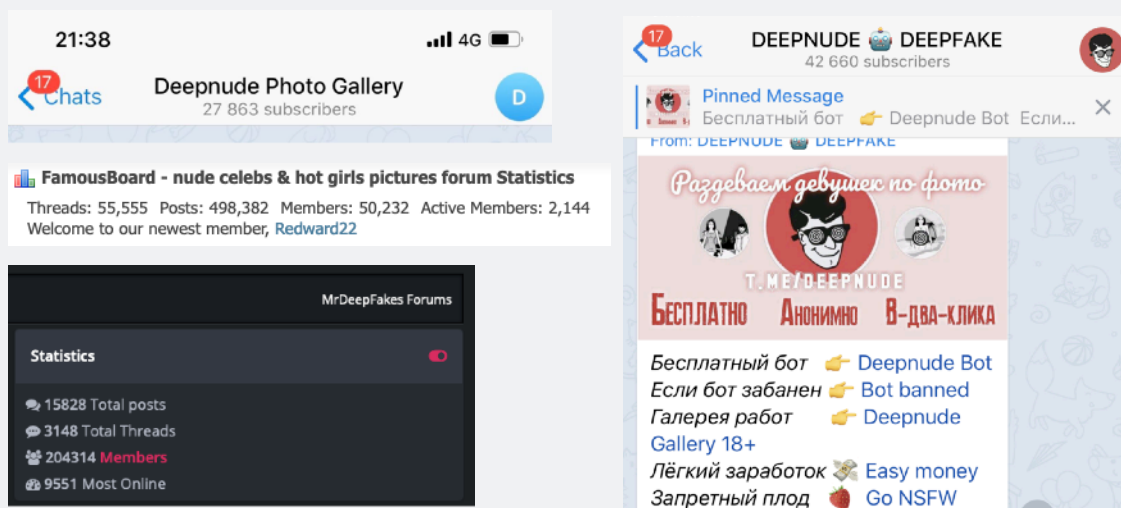 21:38
4G
17
Chats
Deepnude Photo Gallery
27 863 subscribers
D
FamousBoard - nude celebs & hot girls pictures forum Statistics
Threads: 55,555 Posts: 498,382 Members: 50,232 Active Members: 2,144
Welcome to our newest member, Redward22
MrDeepFakes Forums
Statistics
15828 Total posts
3148 Total Threads
204314 Members
9551 Most Online
17
Back
DEEPNUDE 🤖 DEEPFAKE
42 660 subscribers
Pinned Message
Бесплатный бот 👉 Deepnude Bot Если...
From: DEEPNUDE 🤖 DEEPFAKE
Раздеваем девушек по фото
T.ME/DEEPNUDE
Бесплатно Анонимно В-два-клика
Бесплатный бот 👉 Deepnude Bot
Если бот забанен 👉 Bot banned
Галерея работ 👉 Deepnude
Gallery 18+
Лёгкий заработок 💸 Easy money
Запретный плод 🍓 Go NSFW